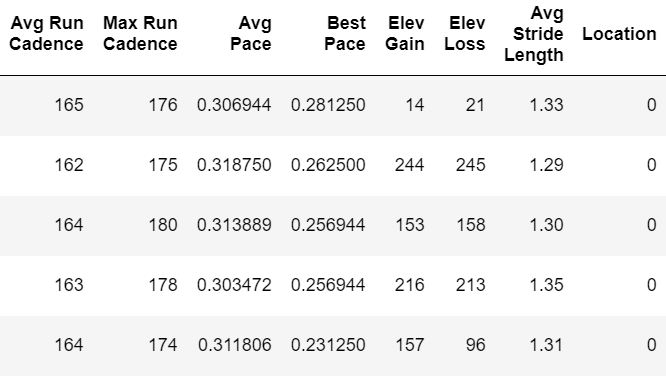 Avg Run Cadence Max Run Cadence Avg Pace Best Pace Elev Gain Elev Loss Avg Stride Length Location
165 176 0.306944 0.281250 14 21 1.33 0
162 175 0.318750 0.262500 244 245 1.29 0
164 180 0.313889 0.256944 153 158 1.30 0
163 178 0.303472 0.256944 216 213 1.35 0
164 174 0.311806 0.231250 157 96 1.31 0